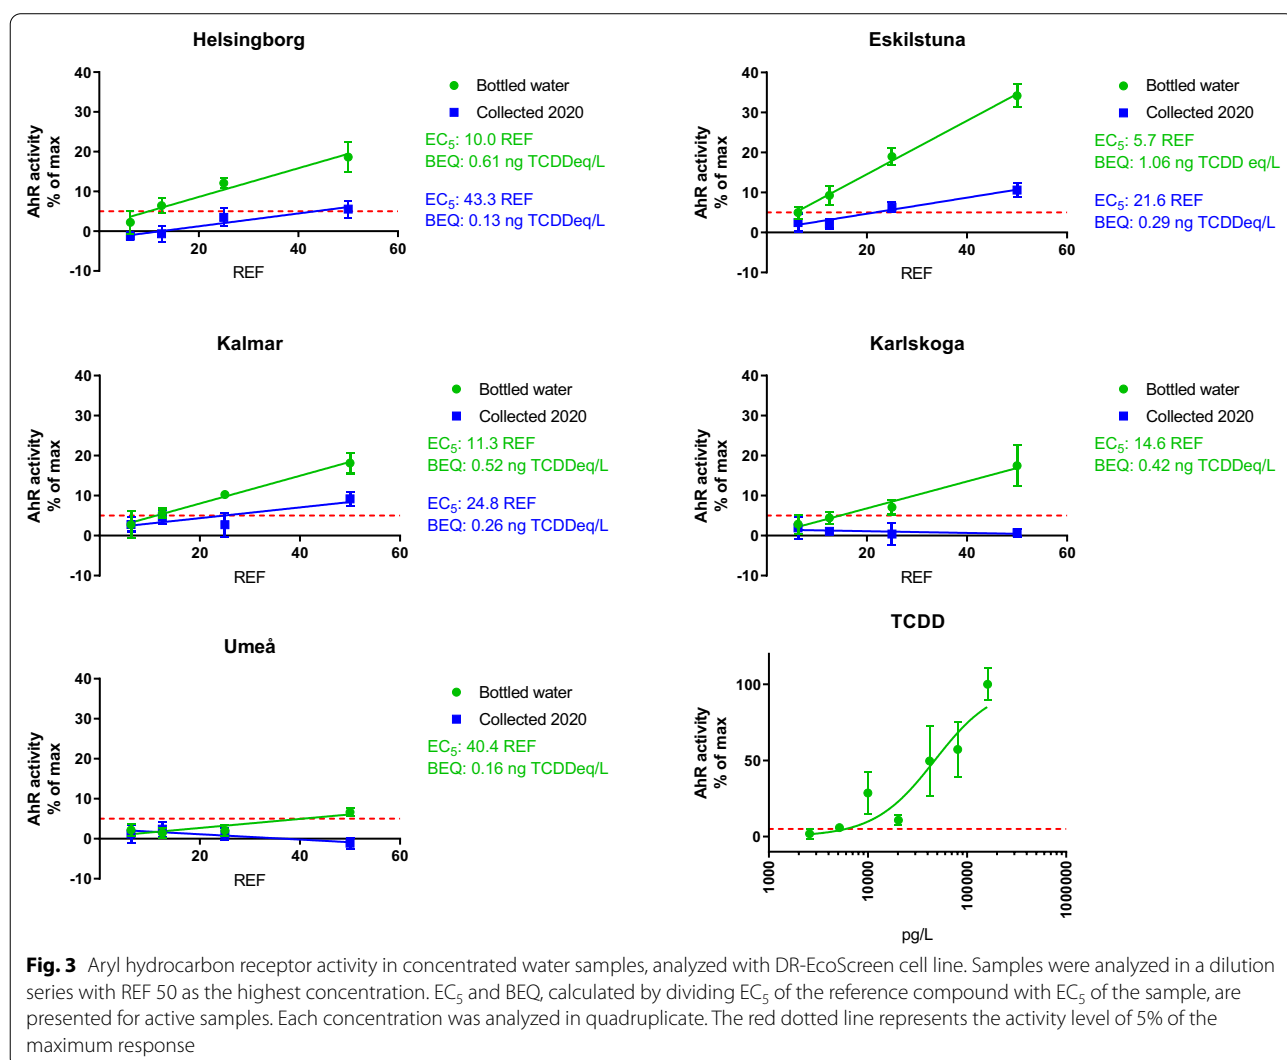 Helsingborg
40
30
20
10
0
-10
20
40
60
AhR activity
% of max
REF
Bottled water
Collected 2020
EC5: 10.0 REF
BEQ: 0.61 ng TCDDeq/L
EC5: 43.3 REF
BEQ: 0.13 ng TCDDeq/L
Eskilstuna
40
30
20
10
0
-10
20
40
60
AhR activity
% of max
REF
Bottled water
Collected 2020
EC5: 5.7 REF
BEQ: 1.06 ng TCDD eq/L
EC5: 21.6 REF
BEQ: 0.29 ng TCDDeq/L
Kalmar
40
30
20
10
0
-10
20
40
60
AhR activity
% of max
REF
Bottled water
Collected 2020
EC5: 11.3 REF
BEQ: 0.52 ng TCDDeq/L
EC5: 24.8 REF
BEQ: 0.26 ng TCDDeq/L
Karlskoga
40
30
20
10
0
-10
20
40
60
AhR activity
% of max
REF
Bottled water
Collected 2020
EC5: 14.6 REF
BEQ: 0.42 ng TCDDeq/L
Umeå
40
30
20
10
0
-10
20
40
60
AhR activity
% of max
REF
Bottled water
Collected 2020
EC5: 40.4 REF
BEQ: 0.16 ng TCDDeq/L
TCDD
100
50
0
AhR activity
% of max
1000
10000
100000
1000000
pg/L
Fig. 3 Aryl hydrocarbon receptor activity in concentrated water samples, analyzed with DR-EcoScreen cell line. Samples were analyzed in a dilution
series with REF 50 as the highest concentration. EC5 and BEQ, calculated by dividing EC5 of the reference compound with EC5 of the sample, are
presented for active samples. Each concentration was analyzed in quadruplicate. The red dotted line represents the activity level of 5% of the
maximum response